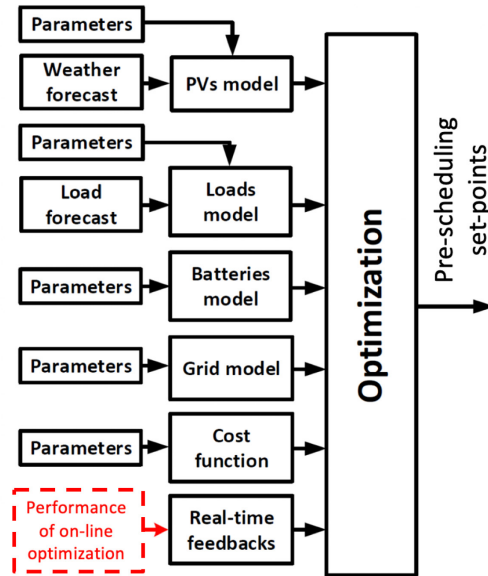 Parameters
Weather
forecast
PVs model
Parameters
Load
forecast
Loads
model
Parameters
Batteries
model
Parameters
Grid model
Parameters
Cost
function
Performance
of on-line
optimization
Real-time
feedbacks
Optimization
Pre-scheduling
set-points